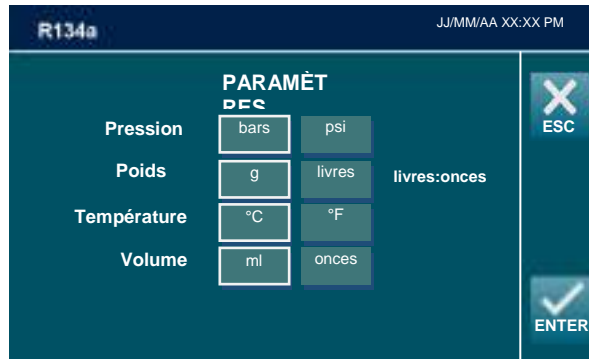 R134a
JJ/MM/AA XX:XX PM
PARAMÈT
RES
Pression bars psi
ESC
Poids g livres livres:onces
Température °C °F
Volume ml onces
ENTER